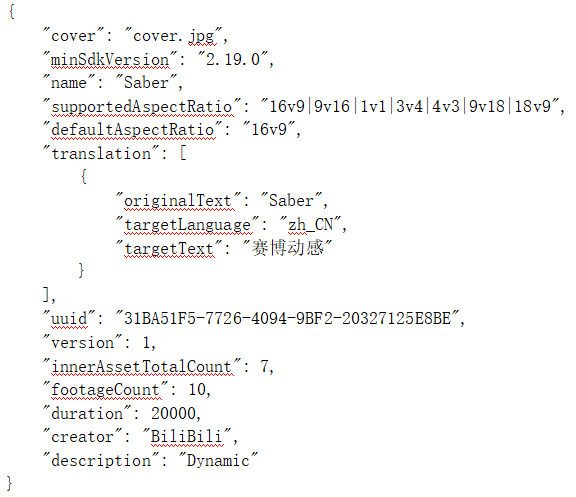 {
"cover": "cover.jpg",
"minSdkVersion": "2.19.0",
"name": "Saber",
"supportedAspectRatio": "16v9|9v16|1v1|3v4|4v3|9v18|18v9",
"defaultAspectRatio": "16v9",
"translation": [
{
"originalText": "Saber",
"targetLanguage": "zh_CN",
"targetText": "赛博动感"
}
],
"uuid": "31BA51F5-7726-4094-9BF2-20327125E8BE",
"version": 1,
"innerAssetTotalCount": 7,
"footageCount": 10,
"duration": 20000,
"creator": "BiliBili",
"description": "Dynamic"
}